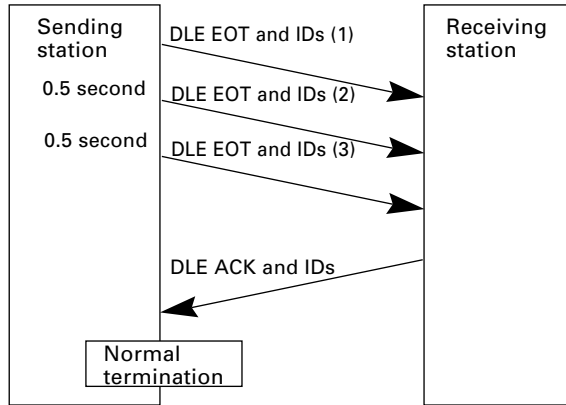 Sending
station
Receiving
station
DLE EOT and IDs (1)
0.5 second
DLE EOT and IDs (2)
0.5 second
DLE EOT and IDs (3)
DLE ACK and IDs
Normal
termination